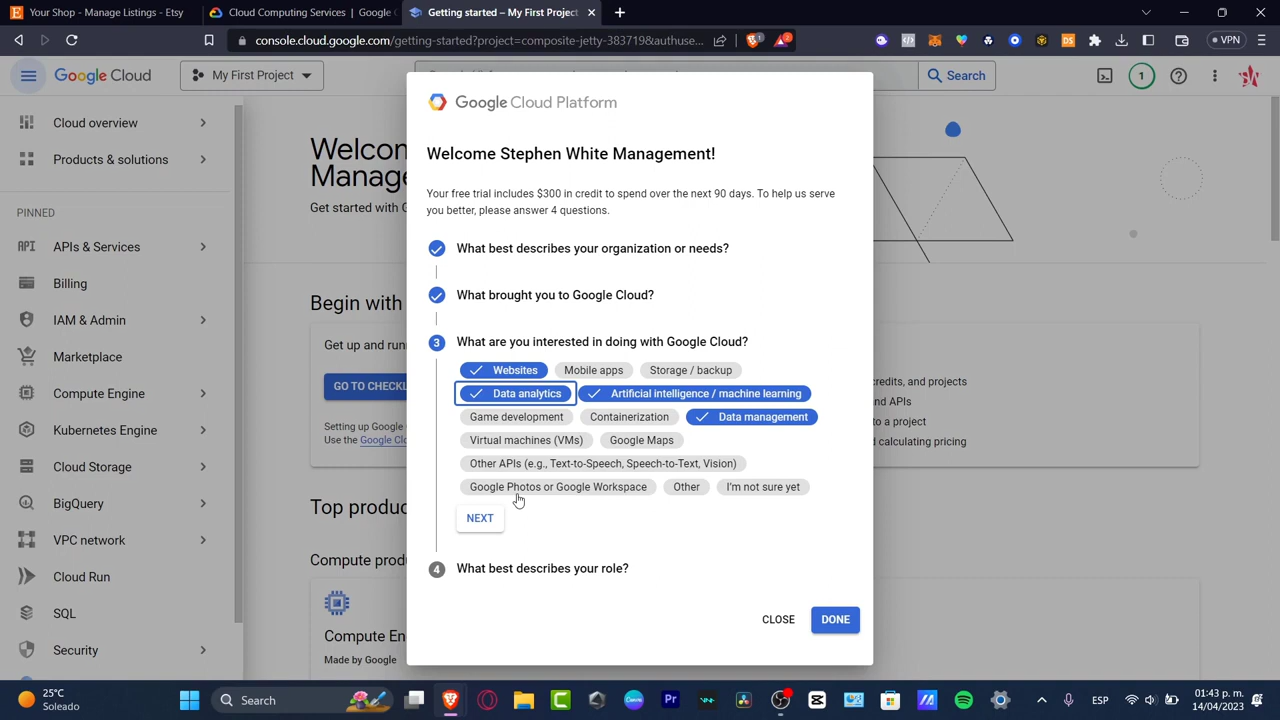 Your Shop - Manage Listings - Etsy
Cloud Computing Services | Google
Getting started – My First Project
console.cloud.google.com/getting-started?project=composite-jetty-383719&authuse...
1
2
VPN
Google Cloud
My First Project
Search
1
Cloud overview
Products & solutions
PINNED
API APIs & Services
Billing
IAM & Admin
Marketplace
Compute Engine
Kubernetes Engine
Cloud Storage
BigQuery
VPC network
Cloud Run
SQL
Security
Manag
Get started with G
Begin with
Get up and run
GO TO CHECKL
Setting up Google
Use the Google Clo
Top produ
Compute prod
Compute En
Made by Google
credits, and projects
and APIs
to a project
d calculating pricing
Google Cloud Platform
Welcome Stephen White Management!
Your free trial includes $300 in credit to spend over the next 90 days. To help us serve
you better, please answer 4 questions.
What best describes your organization or needs?
What brought you to Google Cloud?
3 What are you interested in doing with Google Cloud?
Websites Mobile apps Storage / backup
Data analytics Artificial intelligence / machine learning
Game development Containerization Data management
Virtual machines (VMs) Google Maps
Other APIs (e.g., Text-to-Speech, Speech-to-Text, Vision)
Google Photos or Google Workspace Other I'm not sure yet
NEXT
4 What best describes your role?
CLOSE DONE
25°C
Soleado
Search
Pr
ESP
01:43 p. m.
14/04/2023